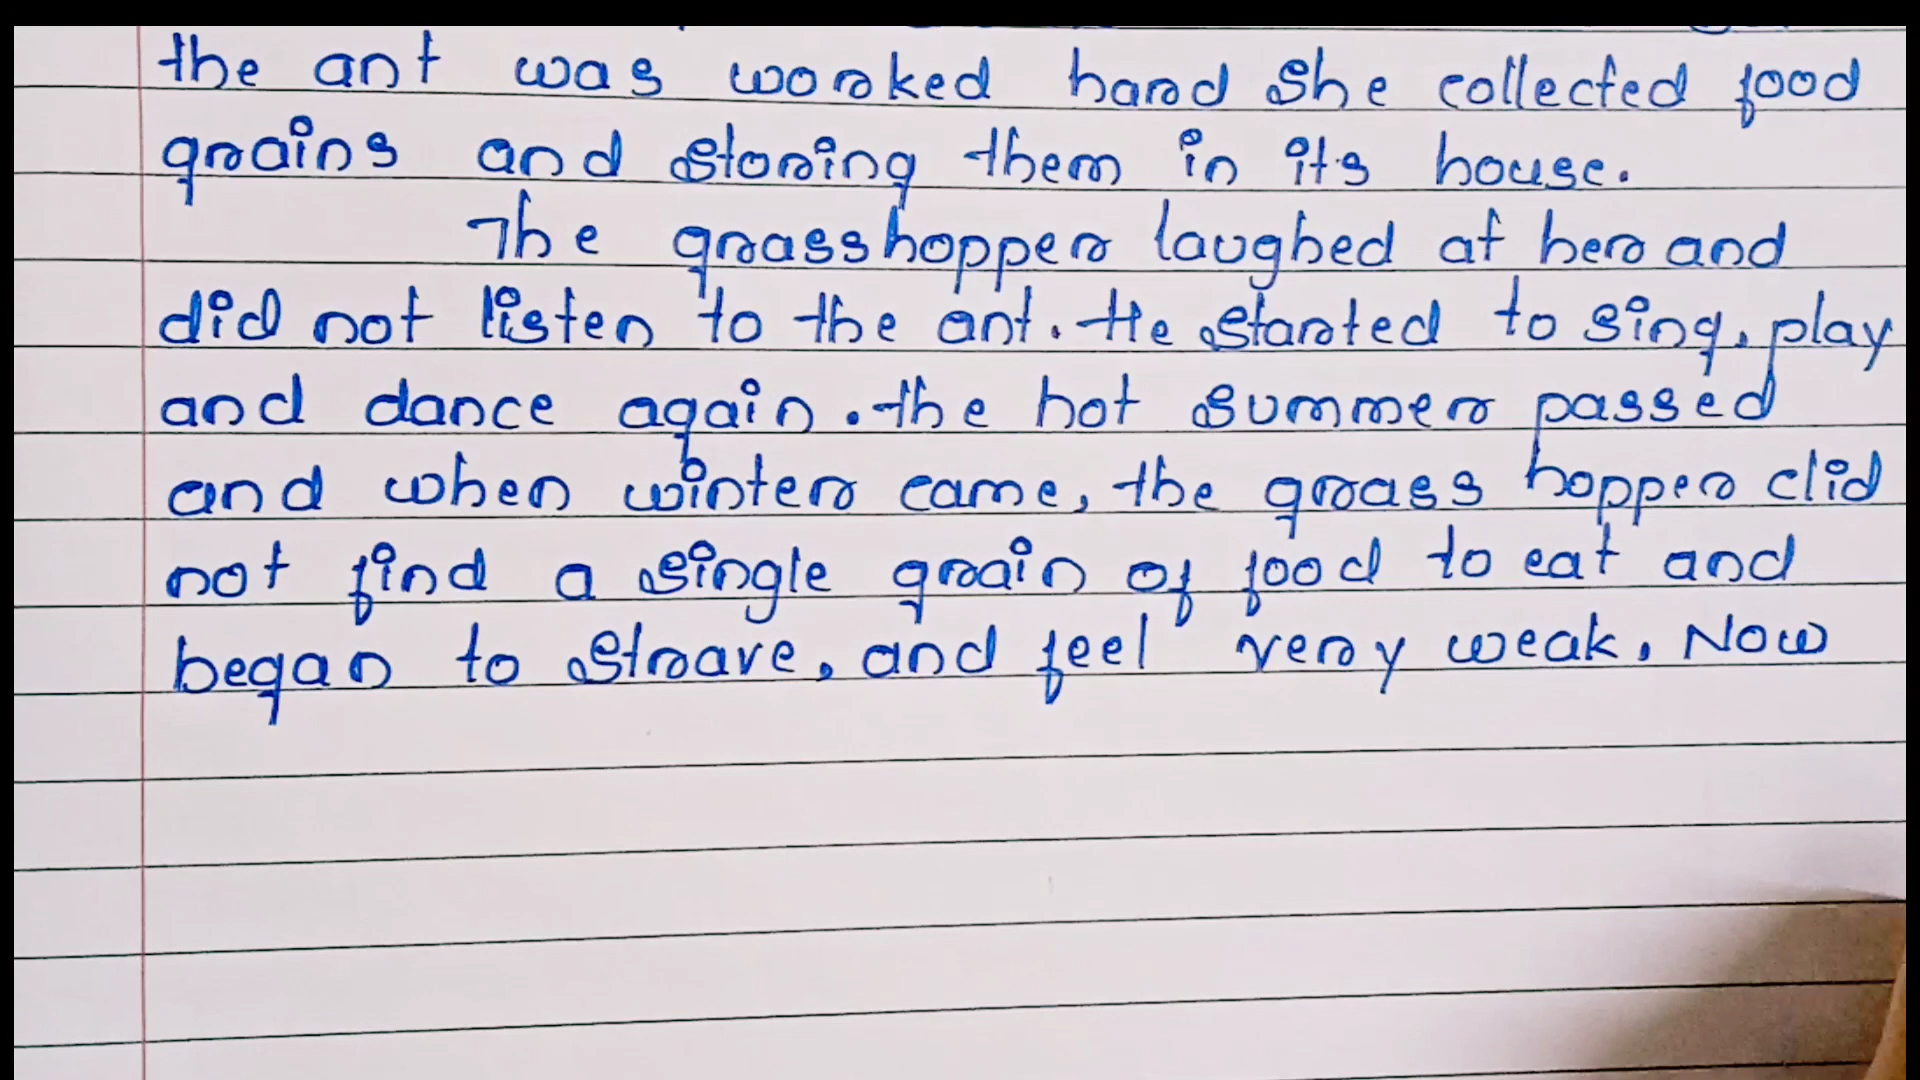 the ant was worked hard She collected food
grains and storing them in its house.
The grasshopper laughed at her and
did not listen to the ant. He started to sing, play
and dance again. the hot summer passed
and when winter came, the grass hopper did
not find a single grain of food to eat and
began to strave, and feel very weak. Now